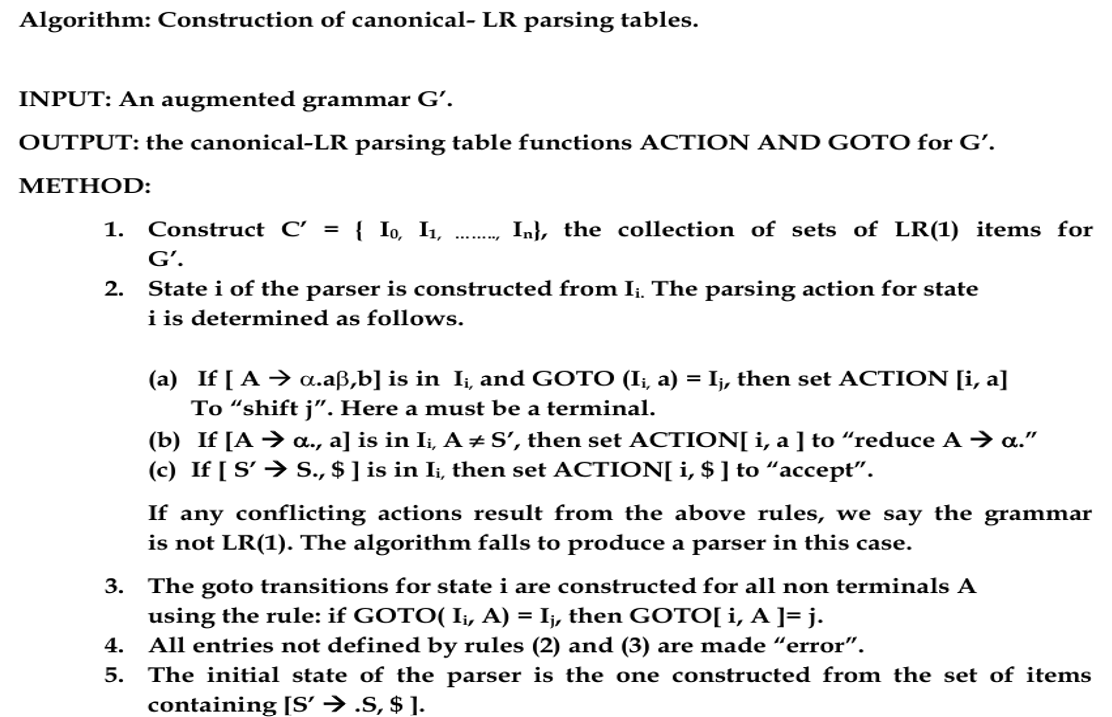 Algorithm: Construction of canonical- LR parsing tables.
INPUT: An augmented grammar G′.
OUTPUT: the canonical-LR parsing table functions ACTION AND GOTO for G′.
METHOD:
1. Construct C′ = { I₀, I₁, ........, Iₙ}, the collection of sets of LR(1) items for
G′.
2. State i of the parser is constructed from Iᵢ. The parsing action for state
i is determined as follows.
(a) If [ A → α.aβ,b] is in Iᵢ, and GOTO (Iᵢ, a) = Iⱼ, then set ACTION [i, a]
To “shift j”. Here a must be a terminal.
(b) If [A → α., a] is in Iᵢ, A ≠ S′, then set ACTION[ i, a ] to “reduce A → α.”
(c) If [ S′ → S., $ ] is in Iᵢ, then set ACTION[ i, $ ] to “accept”.
If any conflicting actions result from the above rules, we say the grammar
is not LR(1). The algorithm falls to produce a parser in this case.
3. The goto transitions for state i are constructed for all non terminals A
using the rule: if GOTO( Iᵢ, A) = Iⱼ, then GOTO[ i, A ]= j.
4. All entries not defined by rules (2) and (3) are made “error”.
5. The initial state of the parser is the one constructed from the set of items
containing [S′ → .S, $ ].